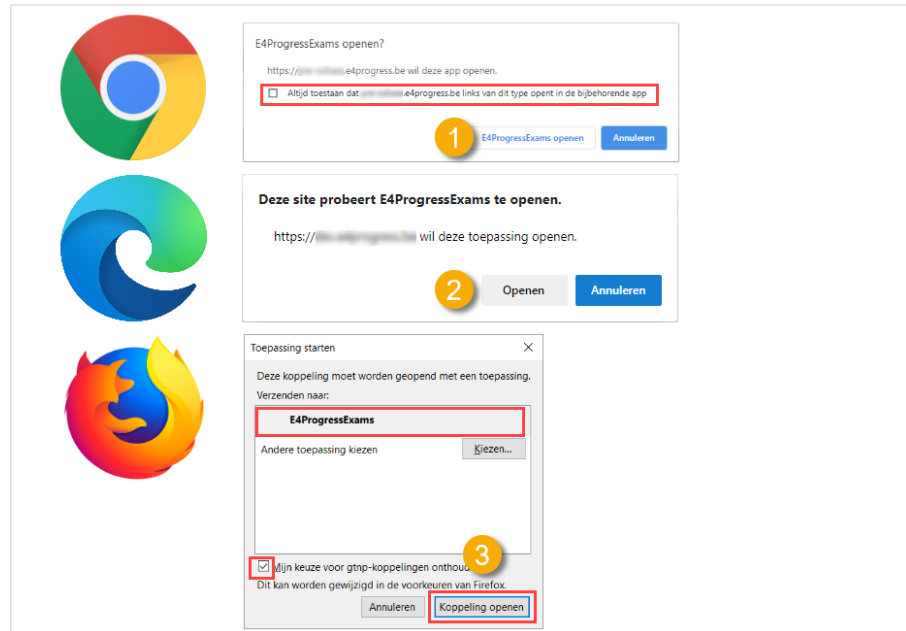 E4ProgressExams openen?
https:// .e4progress.be wil deze app openen.
Altijd toestaan dat .e4progress.be links van dit type opent in de bijbehorende app
1
E4ProgressExams openen
Annuleren
Deze site probeert E4ProgressExams te openen.
https:// wil deze toepassing openen.
2
Openen
Annuleren
Toepassing starten
Deze koppeling moet worden geopend met een toepassing.
Verzenden naar:
E4ProgressExams
Andere toepassing kiezen
Kiezen...
3
Mijn keuze voor gtnp-koppelingen onthou
Dit kan worden gewijzigd in de voorkeuren van Firefox.
Annuleren
Koppeling openen